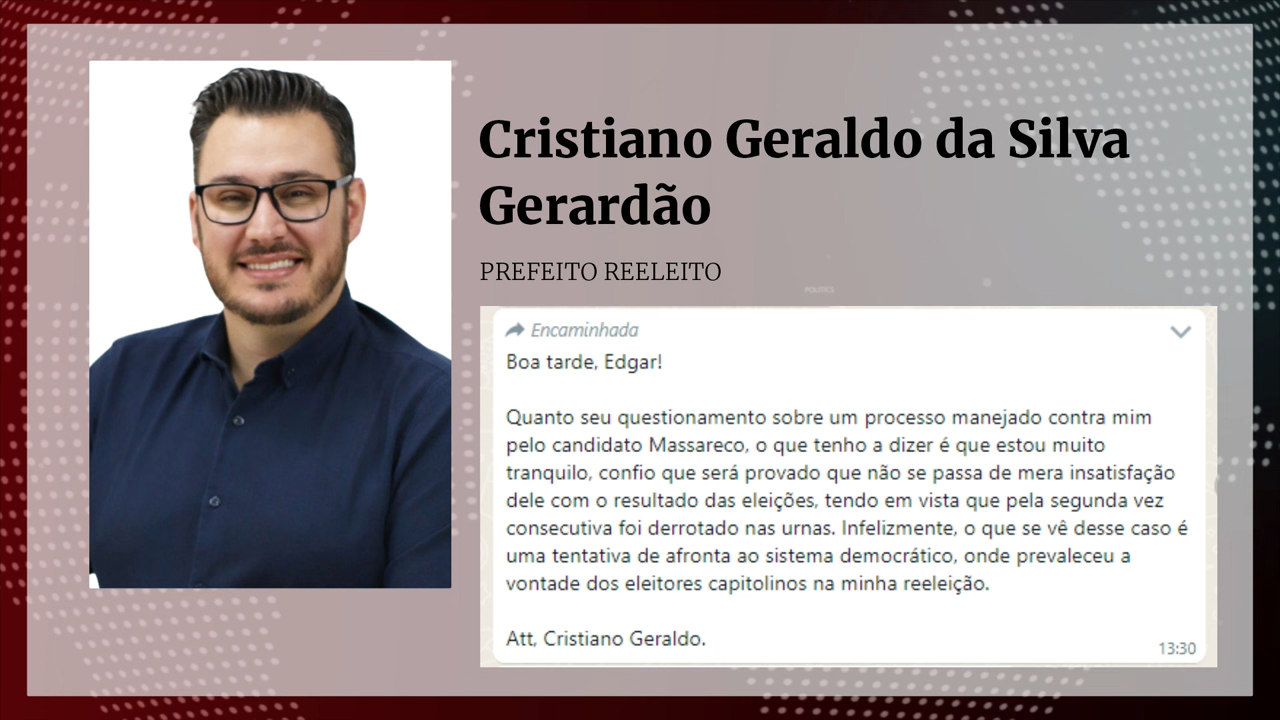 Cristiano Geraldo da Silva
Gerardão
PREFEITO REELEITO
POLITICS
Encaminhada
Boa tarde, Edgar!
Quanto seu questionamento sobre um processo manejado contra mim
pelo candidato Massareco, o que tenho a dizer é que estou muito
tranquilo, confio que será provado que não se passa de mera insatisfação
dele com o resultado das eleições, tendo em vista que pela segunda vez
consecutiva foi derrotado nas urnas. Infelizmente, o que se vê desse caso é
uma tentativa de afronta ao sistema democrático, onde prevaleceu a
vontade dos eleitores capitolinos na minha reeleição.
Att, Cristiano Geraldo.
13:30